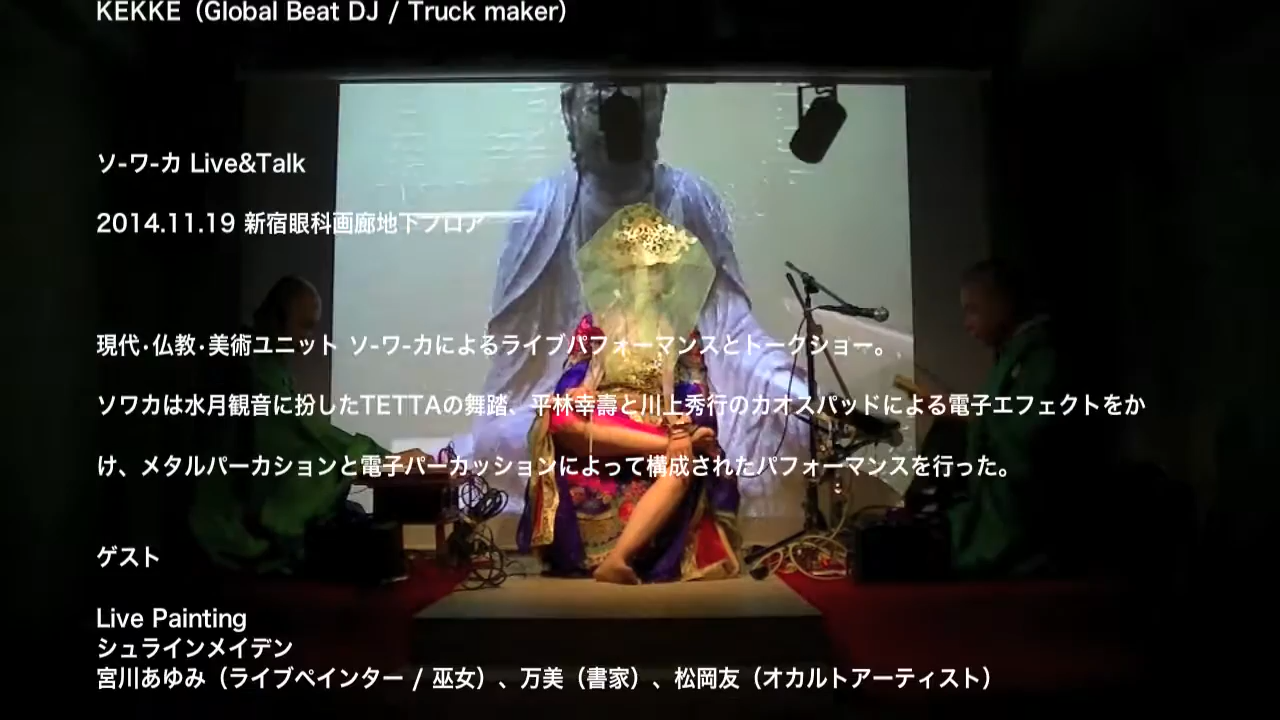 KEKKE（Global Beat DJ / Truck maker）
ソ-ワ-カ Live&Talk
2014.11.19 新宿眼科画廊地下フロア
現代·仏教·美術ユニット ソ-ワ-カによるライブパフォーマンスとトークショー。
ソワカは水月観音に扮したTETTAの舞踏、平林幸壽と川上秀行のカオスパッドによる電子エフェクトをか
け、メタルパーカションと電子パーカッションによって構成されたパフォーマンスを行った。
ゲスト
Live Painting
シュラインメイデン
宮川あゆみ（ライブペインター / 巫女）、万美（書家）、松岡友（オカルトアーティスト）